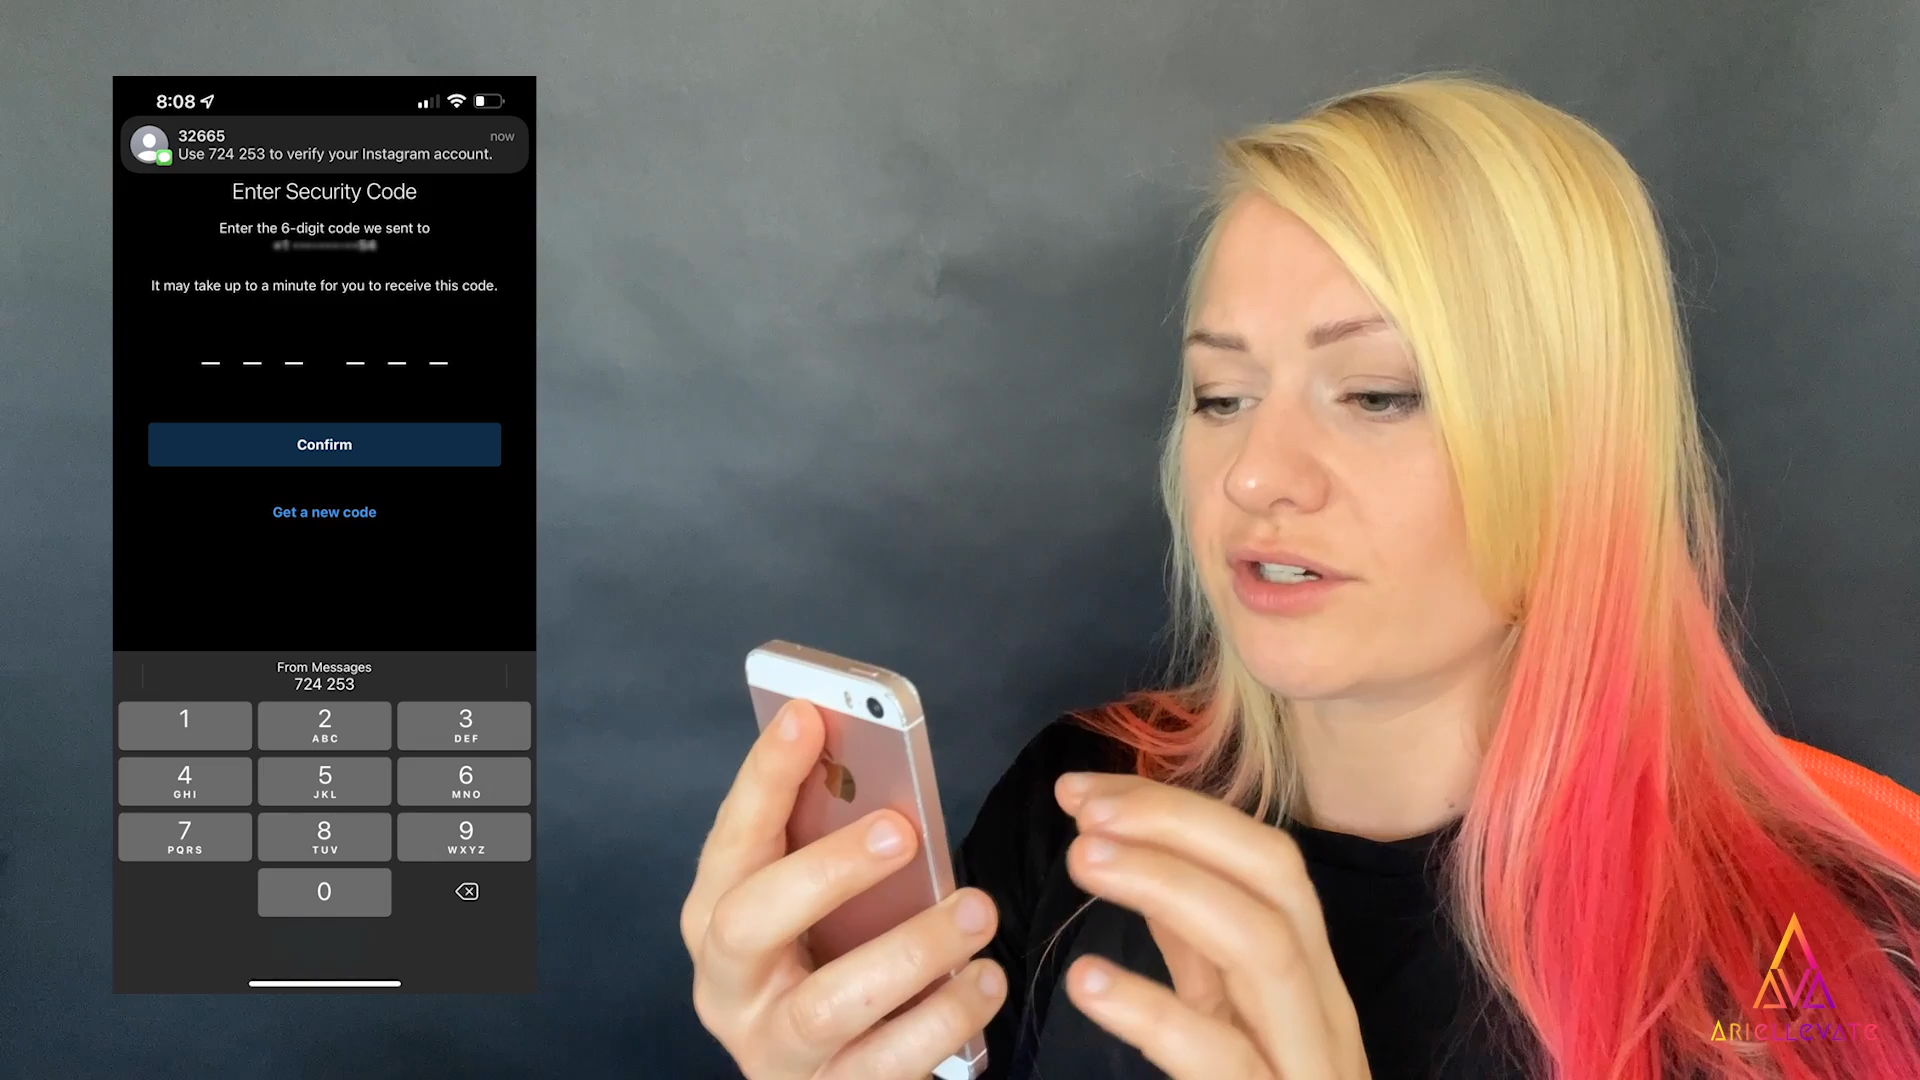 8:08
32665
now
Use 724 253 to verify your Instagram account.
Enter Security Code
Enter the 6-digit code we sent to
It may take up to a minute for you to receive this code.
Confirm
Get a new code
From Messages
724 253
1
2
ABC
3
DEF
4
GHI
5
JKL
6
MNO
7
PQRS
8
TUV
9
WXYZ
0
ARIELLEVATE